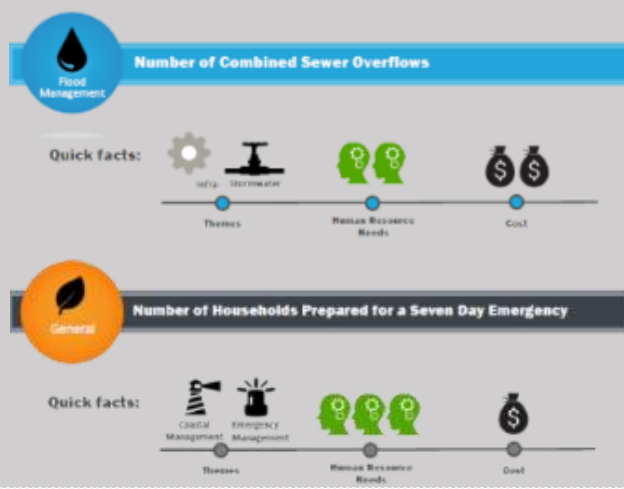 Flood
Management
Number of Combined Sewer Overflows
Quick facts:
Infra-
Stormwater
Themes
Human Resource
Needs
Cost
General
Number of Households Prepared for a Seven Day Emergency
Quick facts:
Coastal
Management
Emergency
Management
Themes
Human Resource
Needs
Cost